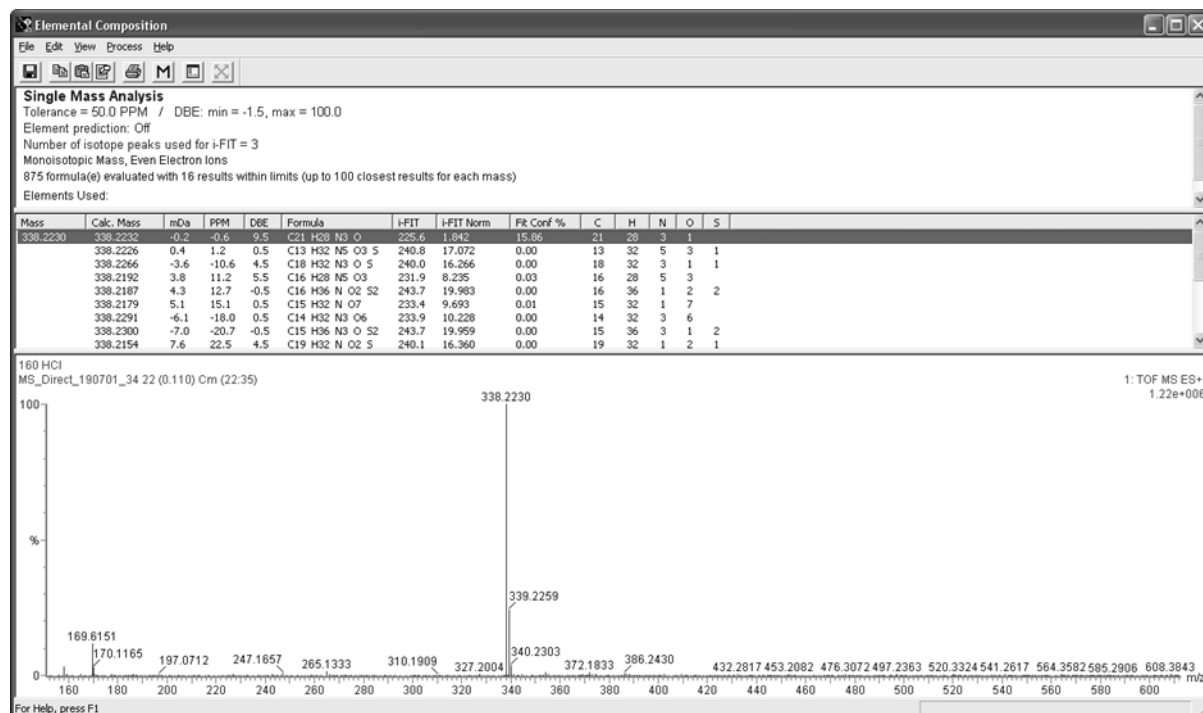 Elemental Composition
File Edit View Process Help
M
Single Mass Analysis
Tolerance = 50.0 PPM / DBE: min = -1.5, max = 100.0
Element prediction: Off
Number of isotope peaks used for i-FIT = 3
Monoisotopic Mass, Even Electron Ions
875 formula(e) evaluated with 16 results within limits (up to 100 closest results for each mass)
Elements Used:
Mass Calc. Mass mDa PPM DBE Formula i-FIT i-FIT Norm Fit Conf % C H N O S
338.2230 338.2232 -0.2 -0.6 9.5 C21 H28 N3 O 225.6 1.842 15.86 21 28 3 1
338.2226 0.4 1.2 0.5 C13 H32 N5 O3 S 240.8 17.072 0.00 13 32 5 3 1
338.2266 -3.6 -10.6 4.5 C18 H32 N3 O S 240.0 16.266 0.00 18 32 3 1 1
338.2192 3.8 11.2 5.5 C16 H28 N5 O3 231.9 8.235 0.03 16 28 5 3
338.2187 4.3 12.7 -0.5 C16 H36 N O2 S2 243.7 19.983 0.00 16 36 1 2 2
338.2179 5.1 15.1 0.5 C15 H32 N O7 233.4 9.693 0.01 15 32 1 7
338.2291 -6.1 -18.0 0.5 C14 H32 N3 O6 233.9 10.228 0.00 14 32 3 6
338.2300 -7.0 -20.7 -0.5 C15 H36 N3 O S2 243.7 19.959 0.00 15 36 3 1 2
338.2154 7.6 22.5 4.5 C19 H32 N O2 S 240.1 16.360 0.00 19 32 1 2 1
160 HCl
MS_Direct_190701_34 22 (0.110) Cm (22:35)
1: TOF MS ES+
1.22e+006
100
338.2230
%
339.2259
169.6151
170.1165 197.0712 247.1657 265.1333 310.1909 327.2004 340.2303 372.1833 386.2430 432.2817 453.2082 476.3072 497.2363 520.3324 541.2617 564.3582 585.2906 608.3843
0
m/z
160 180 200 220 240 260 280 300 320 340 360 380 400 420 440 460 480 500 520 540 560 580 600
For Help, press F1